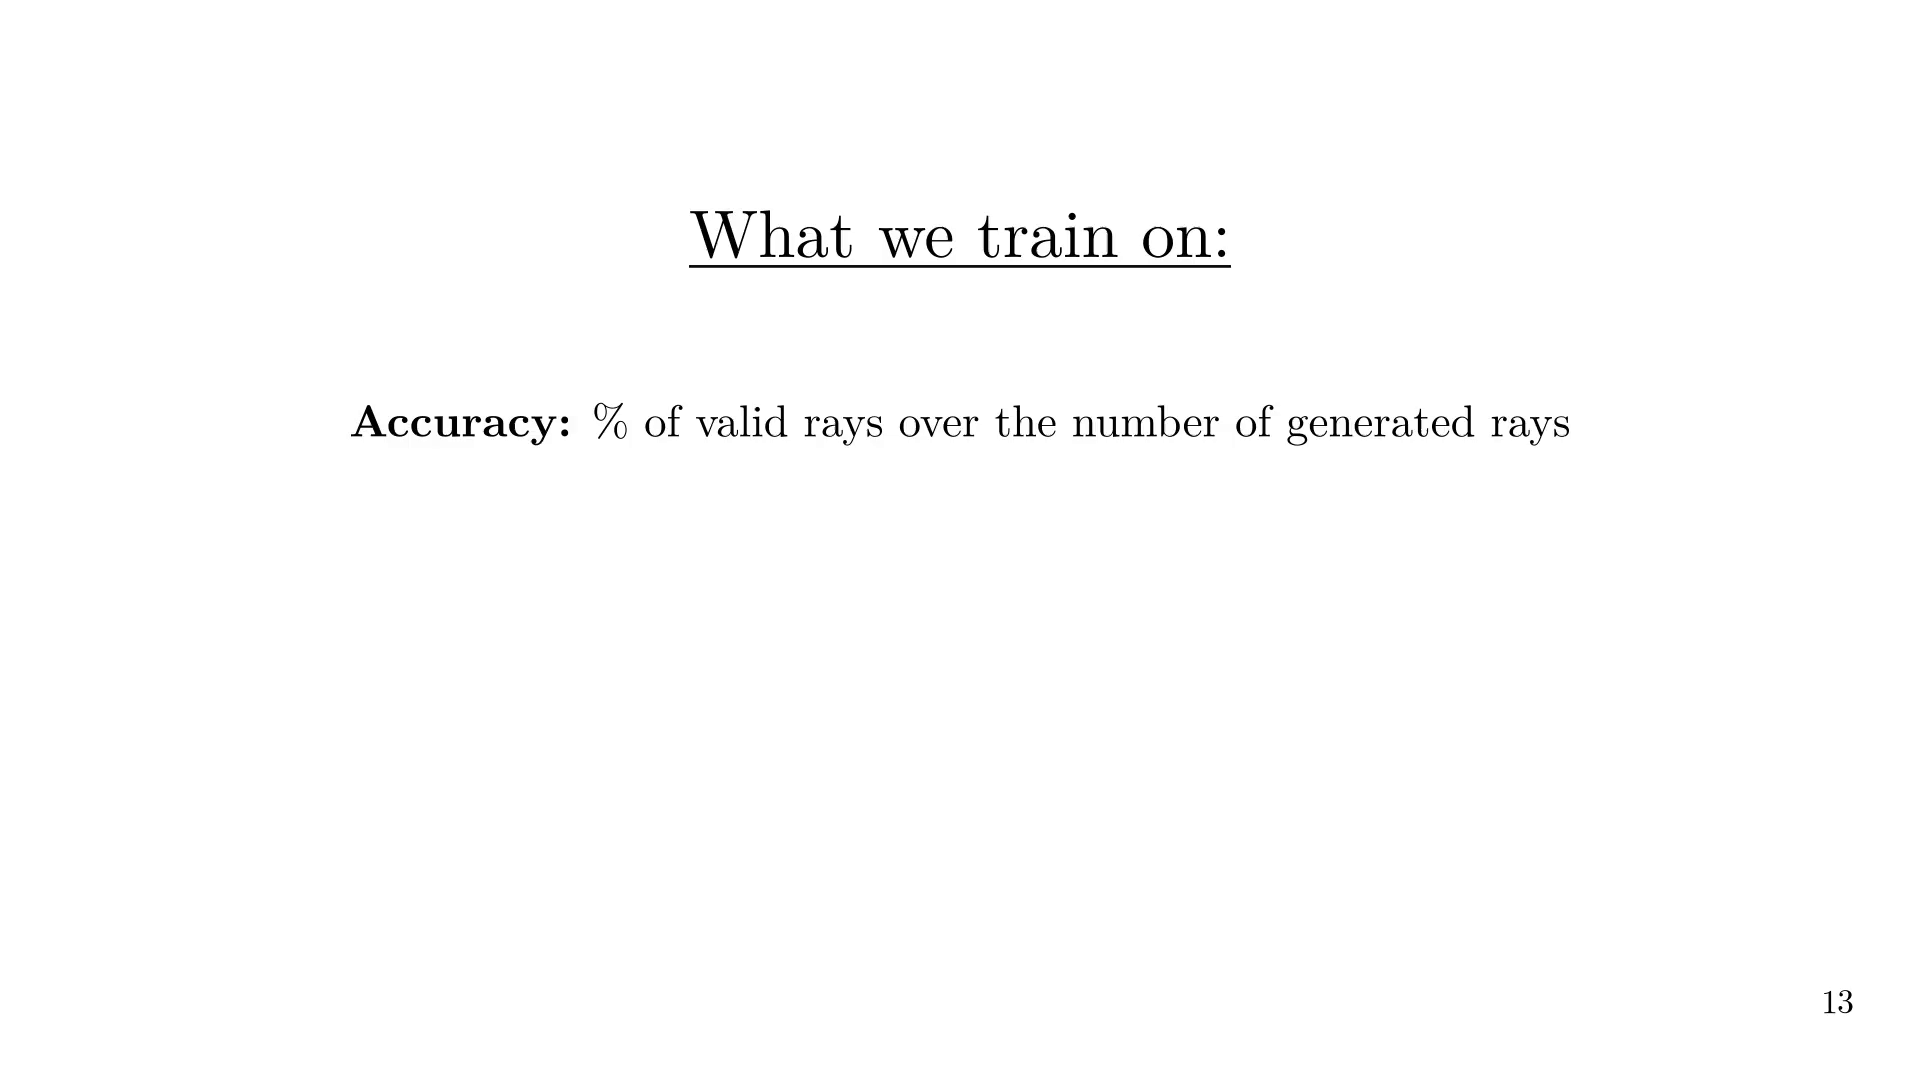 What we train on:
Accuracy: % of valid rays over the number of generated rays
13